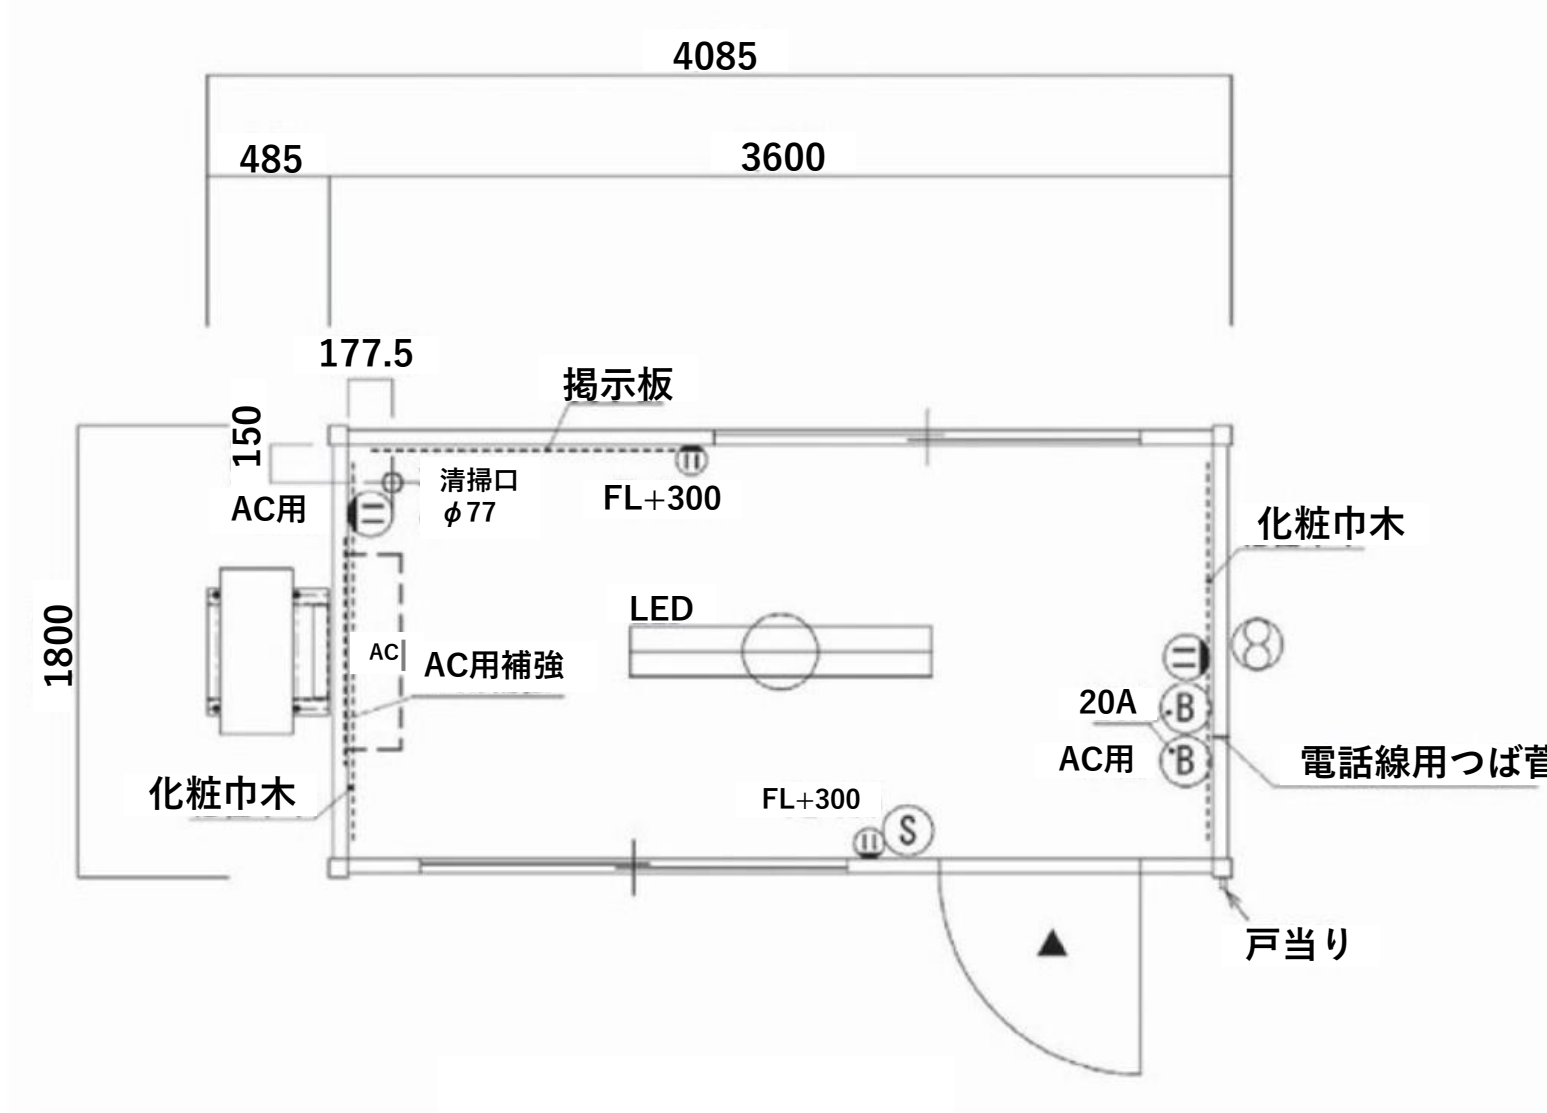 4085
485
3600
177.5
掲示板
150
清掃口
φ77
FL+300
AC用
化粧巾木
LED
1800
AC
AC用補強
20A
AC用
B
B
電話線用つば菅
化粧巾木
FL+300
S
戸当り